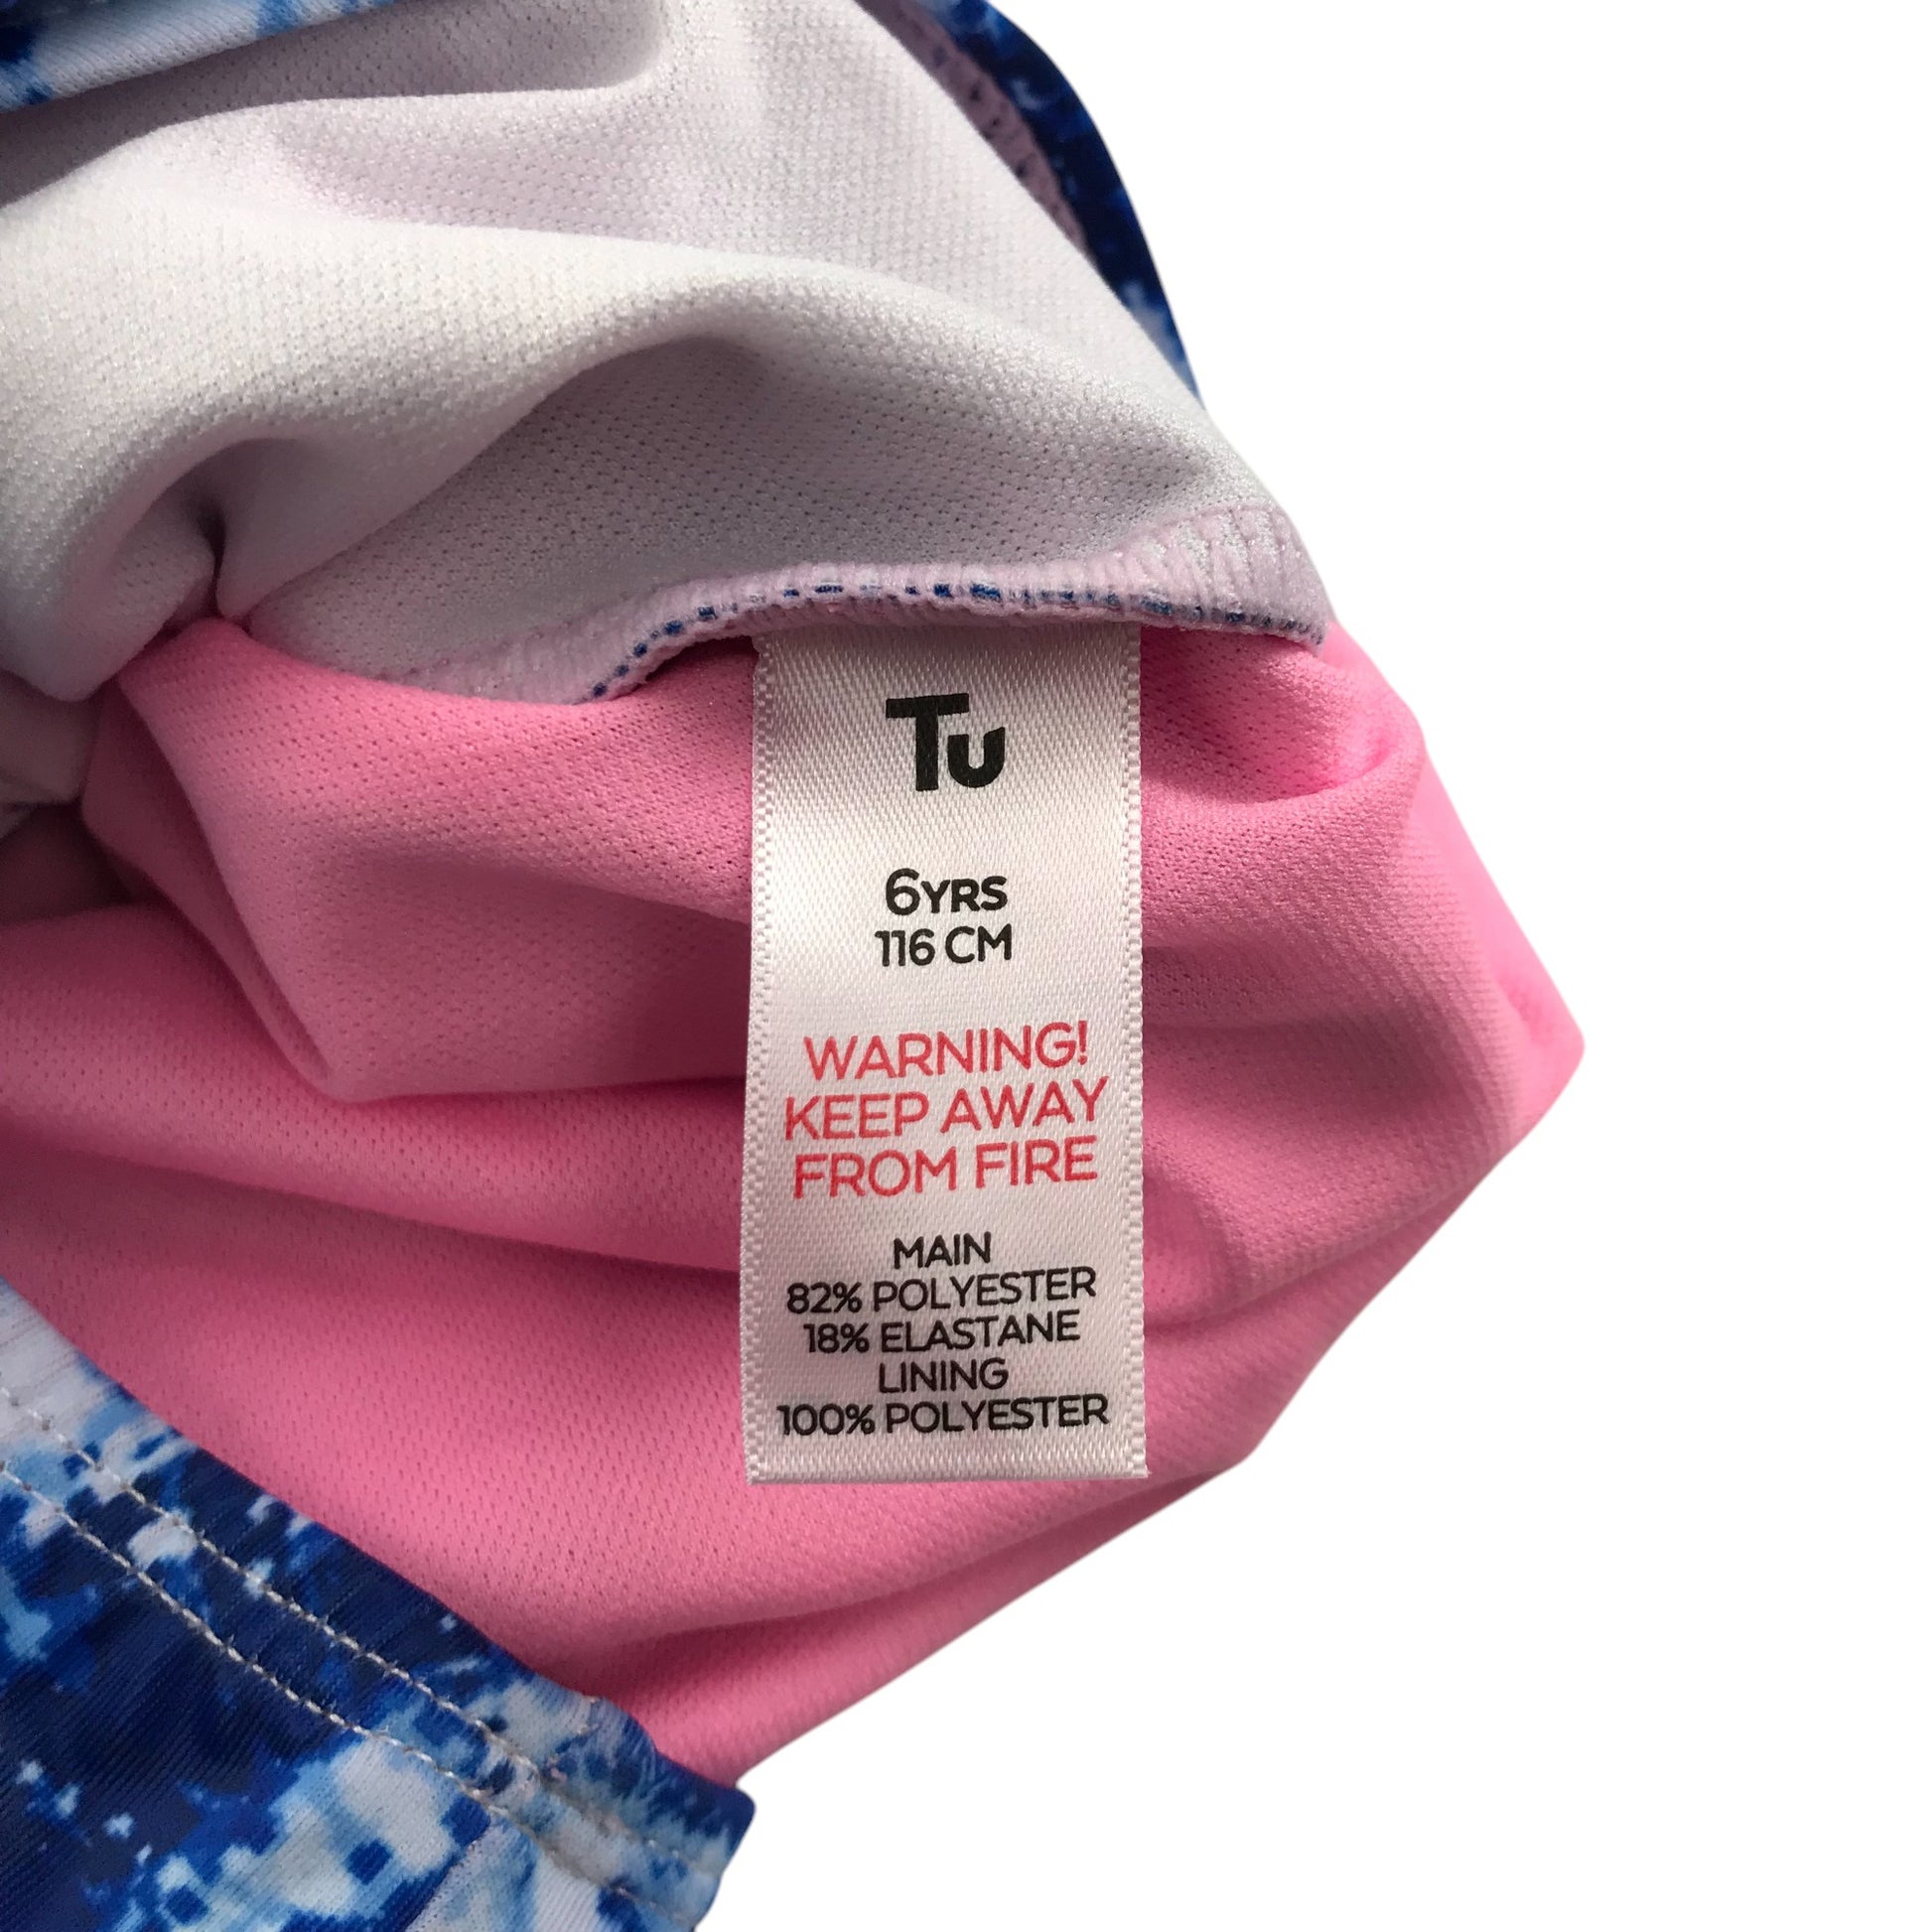 Tu
6YRS
116 CM
WARNING!
KEEP AWAY
FROM FIRE
MAIN
82% POLYESTER
18% ELASTANE
LINING
100% POLYESTER